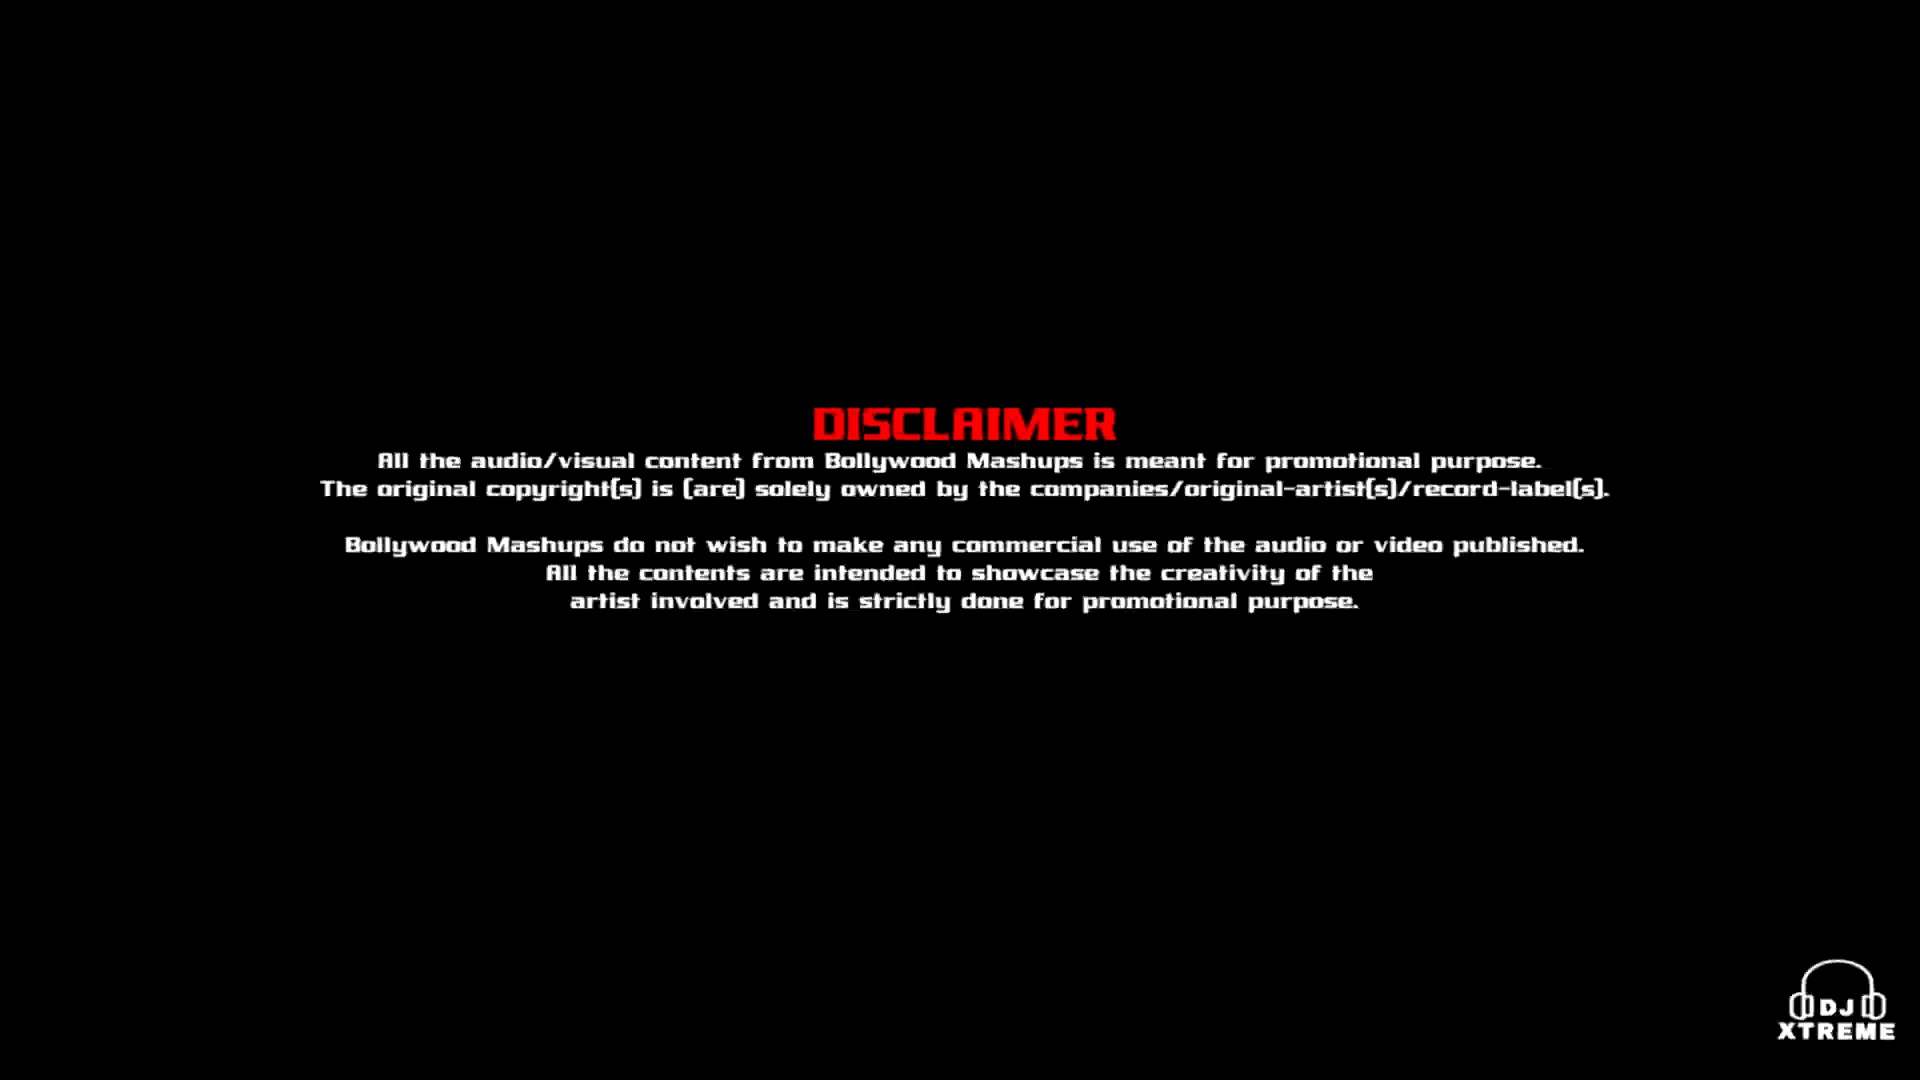 DISCLAIMER
All the audio/visual content from Bollywood Mashups is meant for promotional purpose.
The original copyright(s) is (are) solely owned by the companies/original-artist(s)/record-label(s).
Bollywood Mashups do not wish to make any commercial use of the audio or video published.
All the contents are intended to showcase the creativity of the
artist involved and is strictly done for promotional purpose.
DJ
XTREME